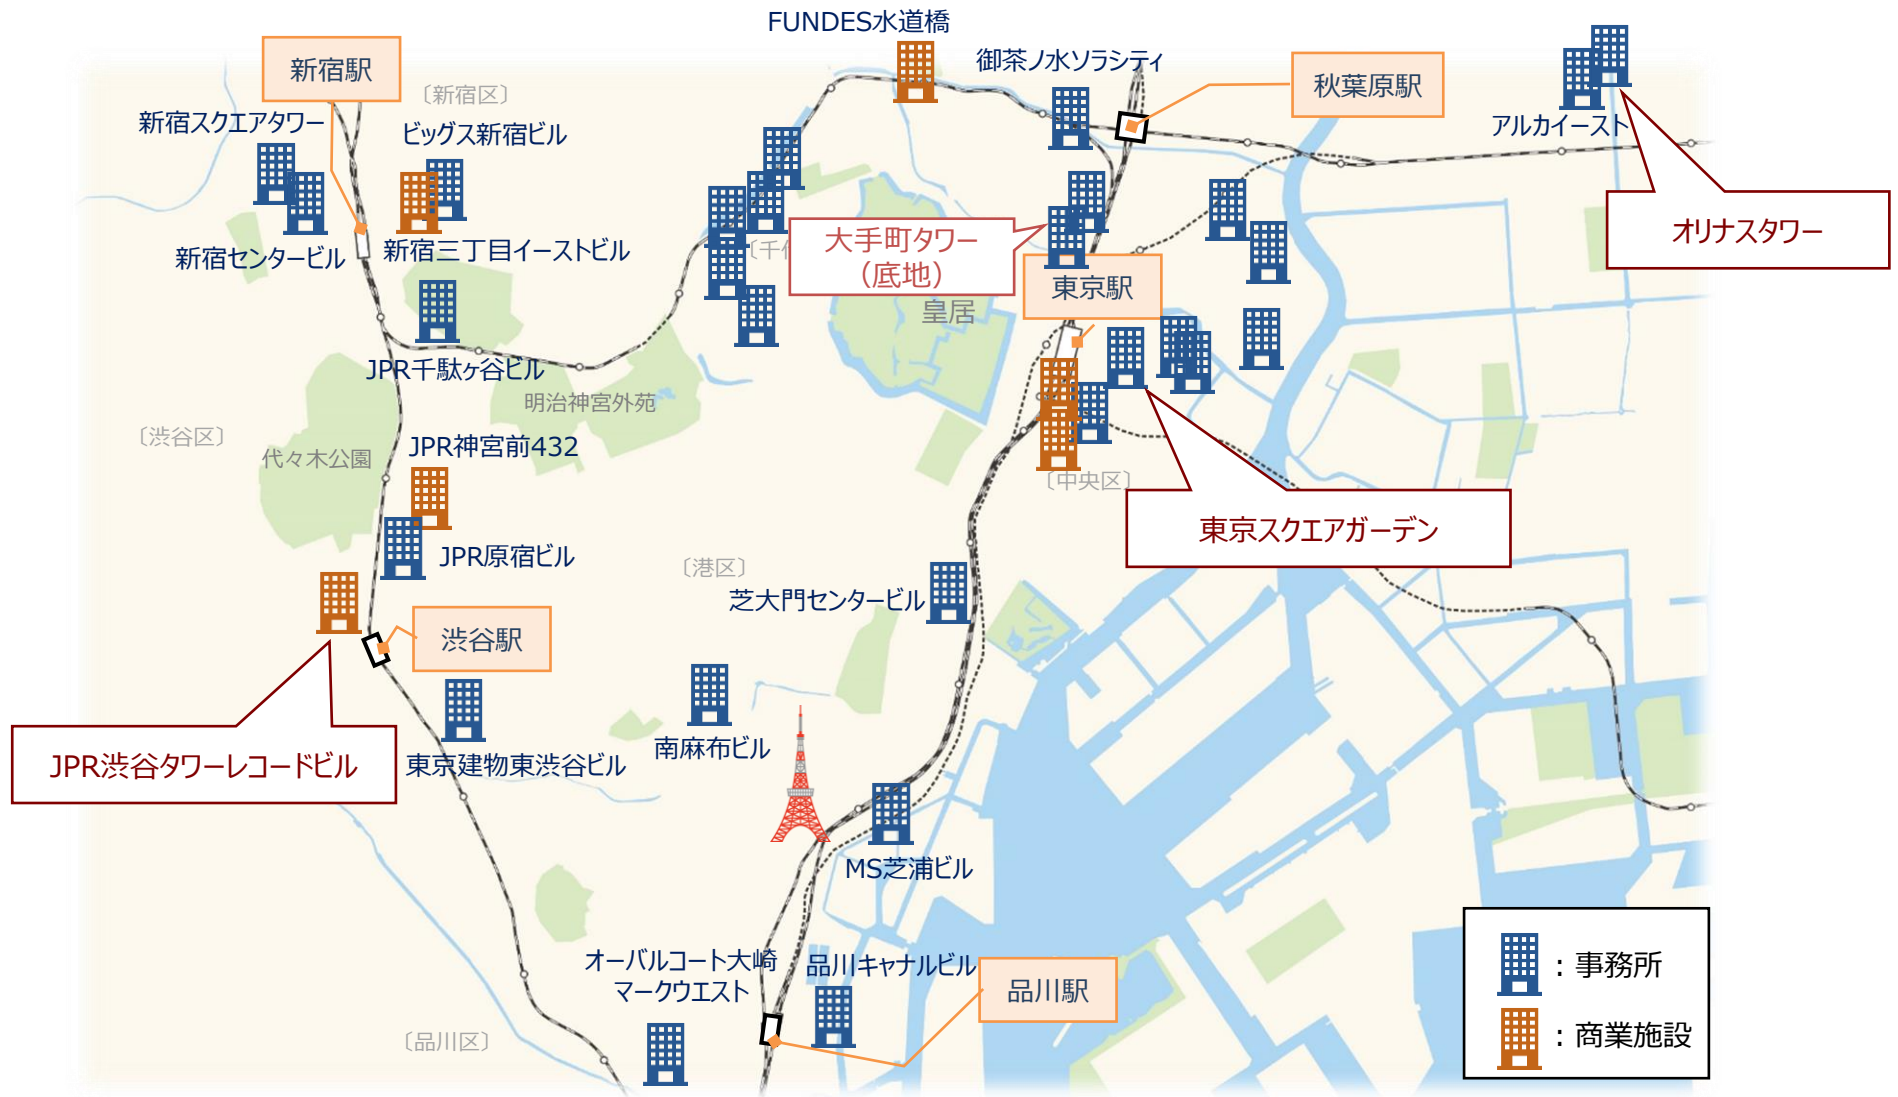 FUNDES水道橋
新宿駅
御茶ノ水ソラシティ
秋葉原駅
〔新宿区〕
新宿スクエアタワー
ビッグス新宿ビル
アルカイースト
オリナスタワー
大手町タワー
(底地)
〔千代
新宿センタービル
新宿三丁目イーストビル
東京駅
皇居
JPR千駄ヶ谷ビル
明治神宮外苑
〔渋谷区〕
代々木公園
JPR神宮前432
〔中央区〕
東京スクエアガーデン
JPR原宿ビル
〔港区〕
芝大門センタービル
渋谷駅
JPR渋谷タワーレコードビル
東京建物東渋谷ビル
南麻布ビル
MS芝浦ビル
オーバルコート大崎
マークウエスト
品川キャナルビル
品川駅
〔品川区〕
:事務所
:商業施設